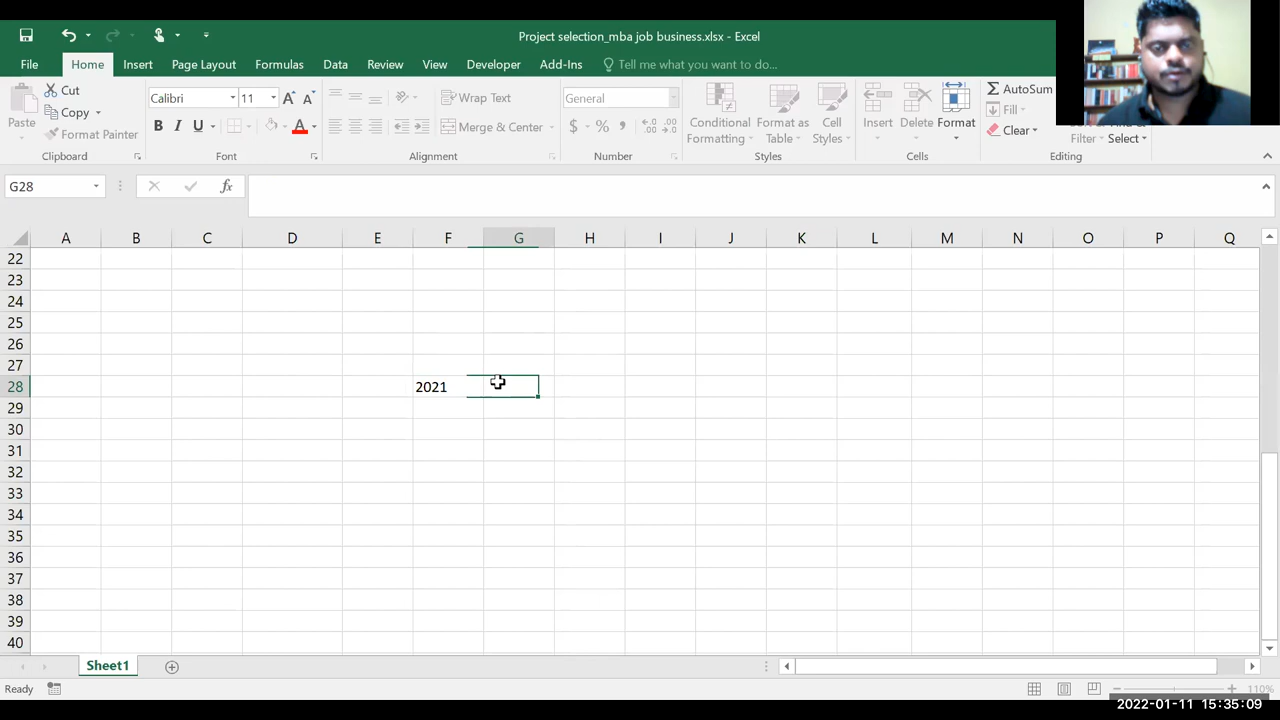 Project selection_mba job business.xlsx - Excel
File Home Insert Page Layout Formulas Data Review View Developer Add-Ins Tell me what you want to do...
Paste
Cut
Copy
Format Painter
Clipboard
Calibri 11
B I U
Font
Wrap Text
Merge & Center
Alignment
General
$ % ,
Number
Conditional Formatting
Format as Table
Cell Styles
Styles
Insert Delete Format
Cells
AutoSum
Fill
Clear
Filter
Select
Editing
G28 fx
A B C D E F G H I J K L M N O P Q
22
23
24
25
26
27
28 2021
29
30
31
32
33
34
35
36
37
38
39
40
Sheet1
Ready 110%
2022-01-11 15:35:09